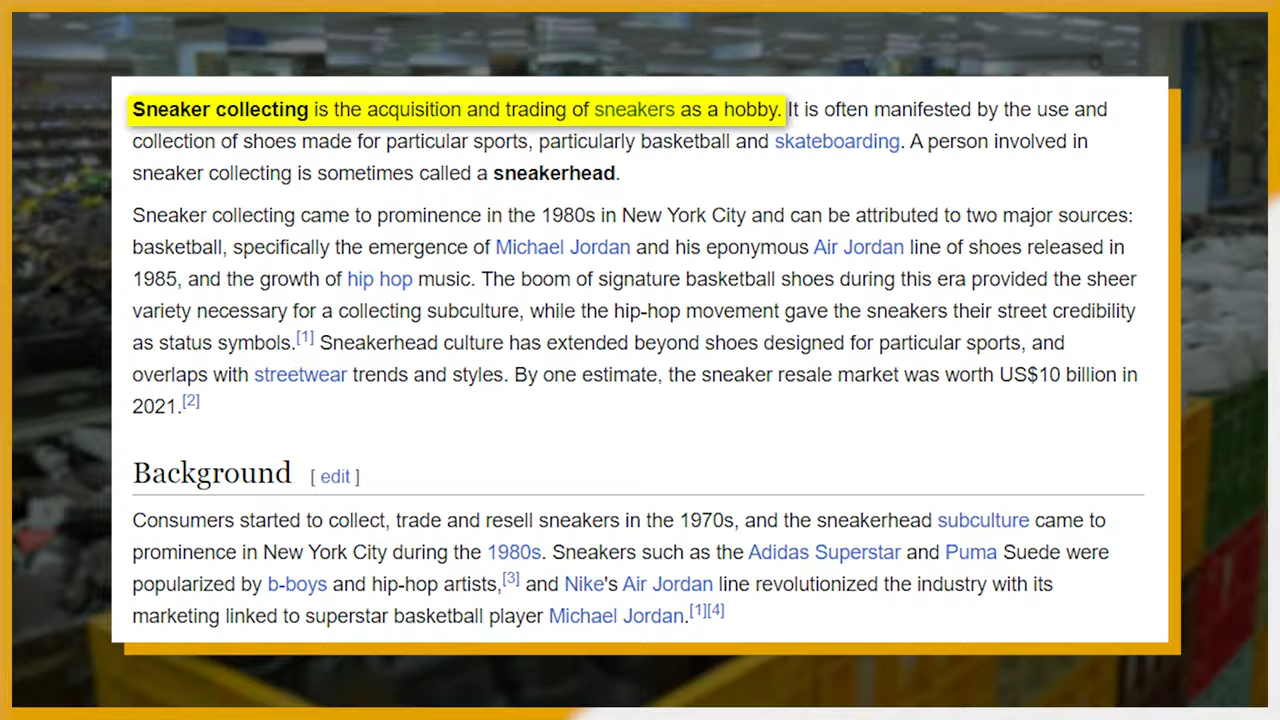 Sneaker collecting is the acquisition and trading of sneakers as a hobby. It is often manifested by the use and
collection of shoes made for particular sports, particularly basketball and skateboarding. A person involved in
sneaker collecting is sometimes called a sneakerhead.
Sneaker collecting came to prominence in the 1980s in New York City and can be attributed to two major sources:
basketball, specifically the emergence of Michael Jordan and his eponymous Air Jordan line of shoes released in
1985, and the growth of hip hop music. The boom of signature basketball shoes during this era provided the sheer
variety necessary for a collecting subculture, while the hip-hop movement gave the sneakers their street credibility
as status symbols.[1] Sneakerhead culture has extended beyond shoes designed for particular sports, and
overlaps with streetwear trends and styles. By one estimate, the sneaker resale market was worth US$10 billion in
2021.[2]
Background [ edit ]
Consumers started to collect, trade and resell sneakers in the 1970s, and the sneakerhead subculture came to
prominence in New York City during the 1980s. Sneakers such as the Adidas Superstar and Puma Suede were
popularized by b-boys and hip-hop artists,[3] and Nike's Air Jordan line revolutionized the industry with its
marketing linked to superstar basketball player Michael Jordan.[1][4]